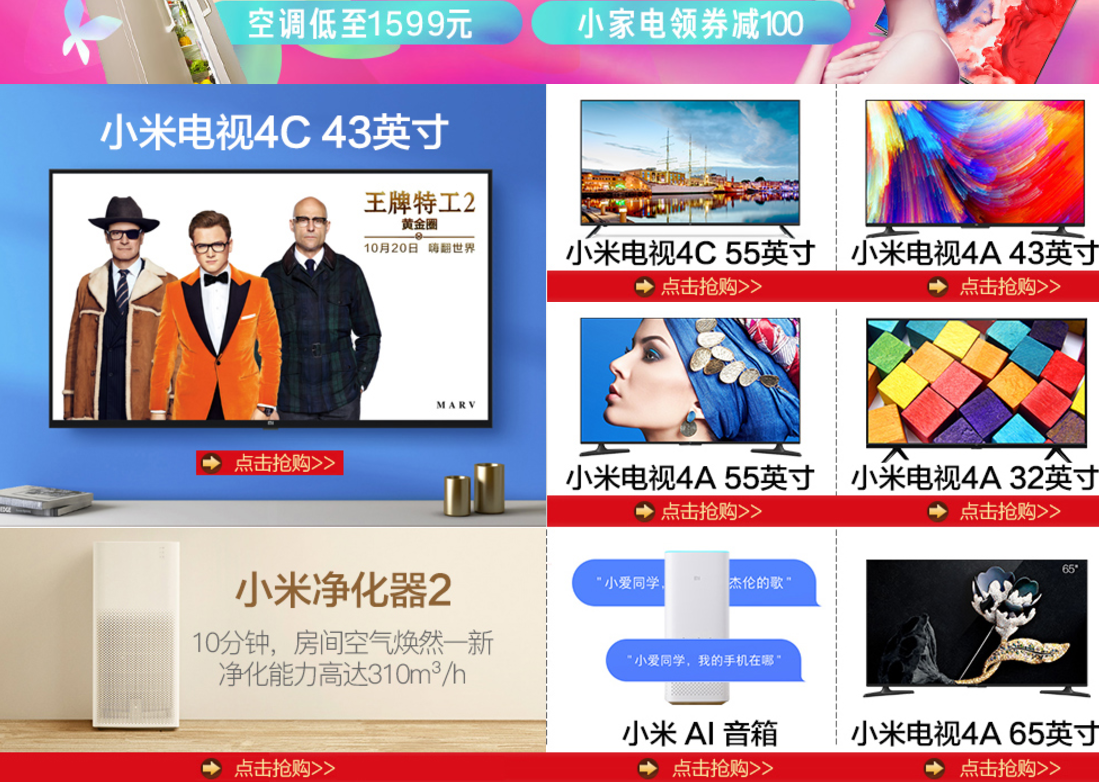 空调低至1599元
小家电领券减100
小米电视4C 43英寸
王牌特工2
黄金圈
10月20日 嗨翻世界
MARV
点击抢购>>
小米电视4C 55英寸
点击抢购>>
小米电视4A 43英寸
点击抢购>>
小米电视4A 55英寸
点击抢购>>
小米电视4A 32英寸
点击抢购>>
小米净化器2
10分钟，房间空气焕然一新
净化能力高达310m³/h
点击抢购>>
"小爱同学，
杰伦的歌"
"小爱同学，我的手机在哪"
小米 AI 音箱
点击抢购>>
65"
小米电视4A 65英寸
点击抢购>>